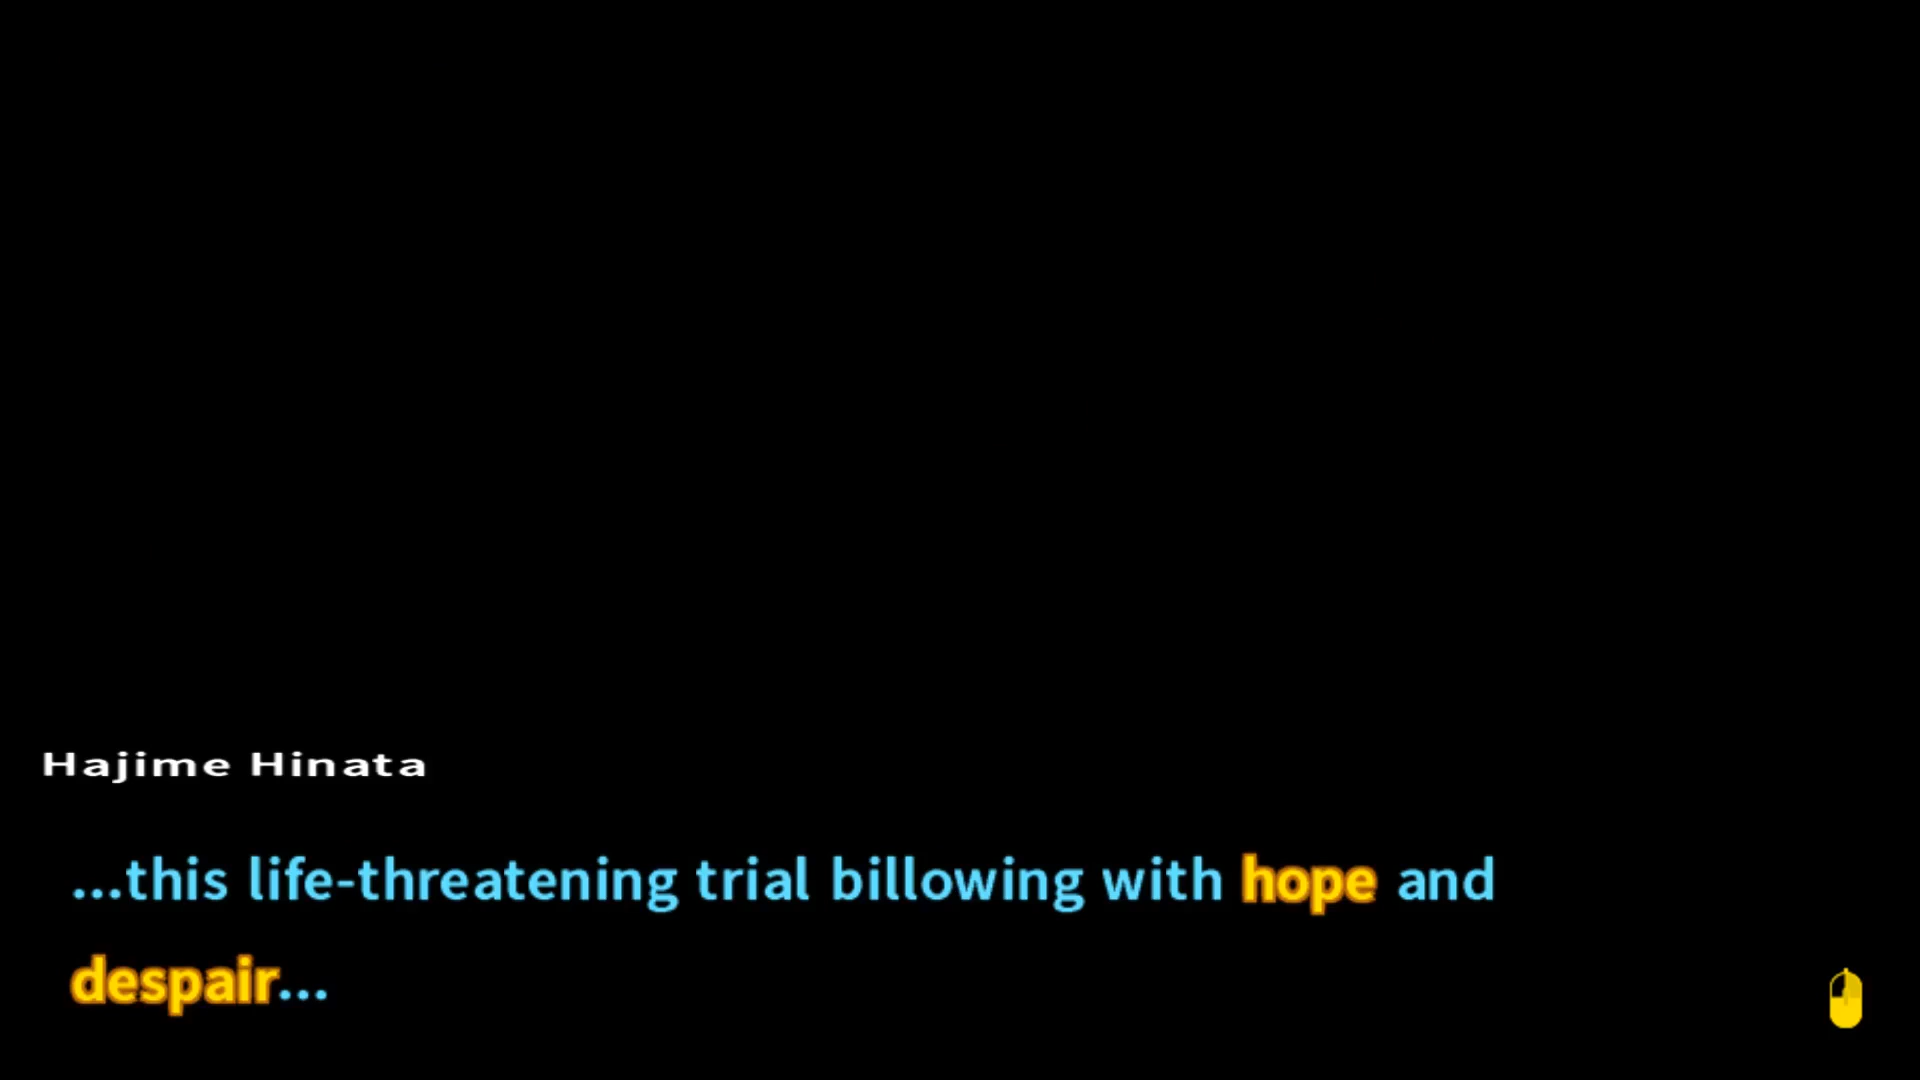 Hajime Hinata
...this life-threatening trial billowing with hope and
despair...